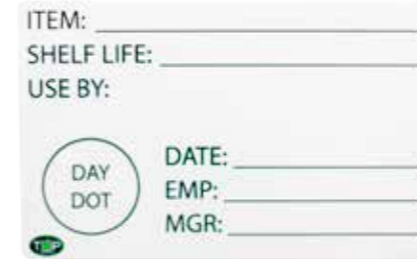 ITEM:
SHELF LIFE:
USE BY:
DAY
DOT
DATE:
EMP:
MGR: